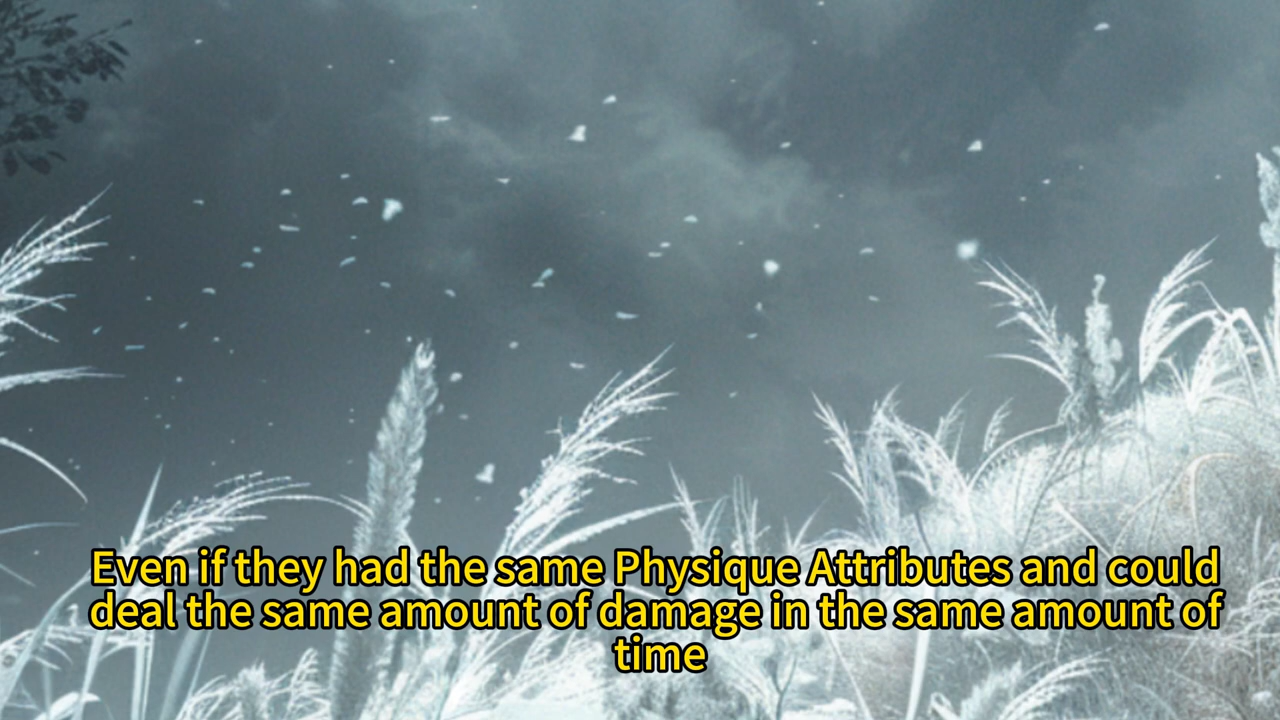 Even if they had the same Physique Attributes and could
deal the same amount of damage in the same amount of
time